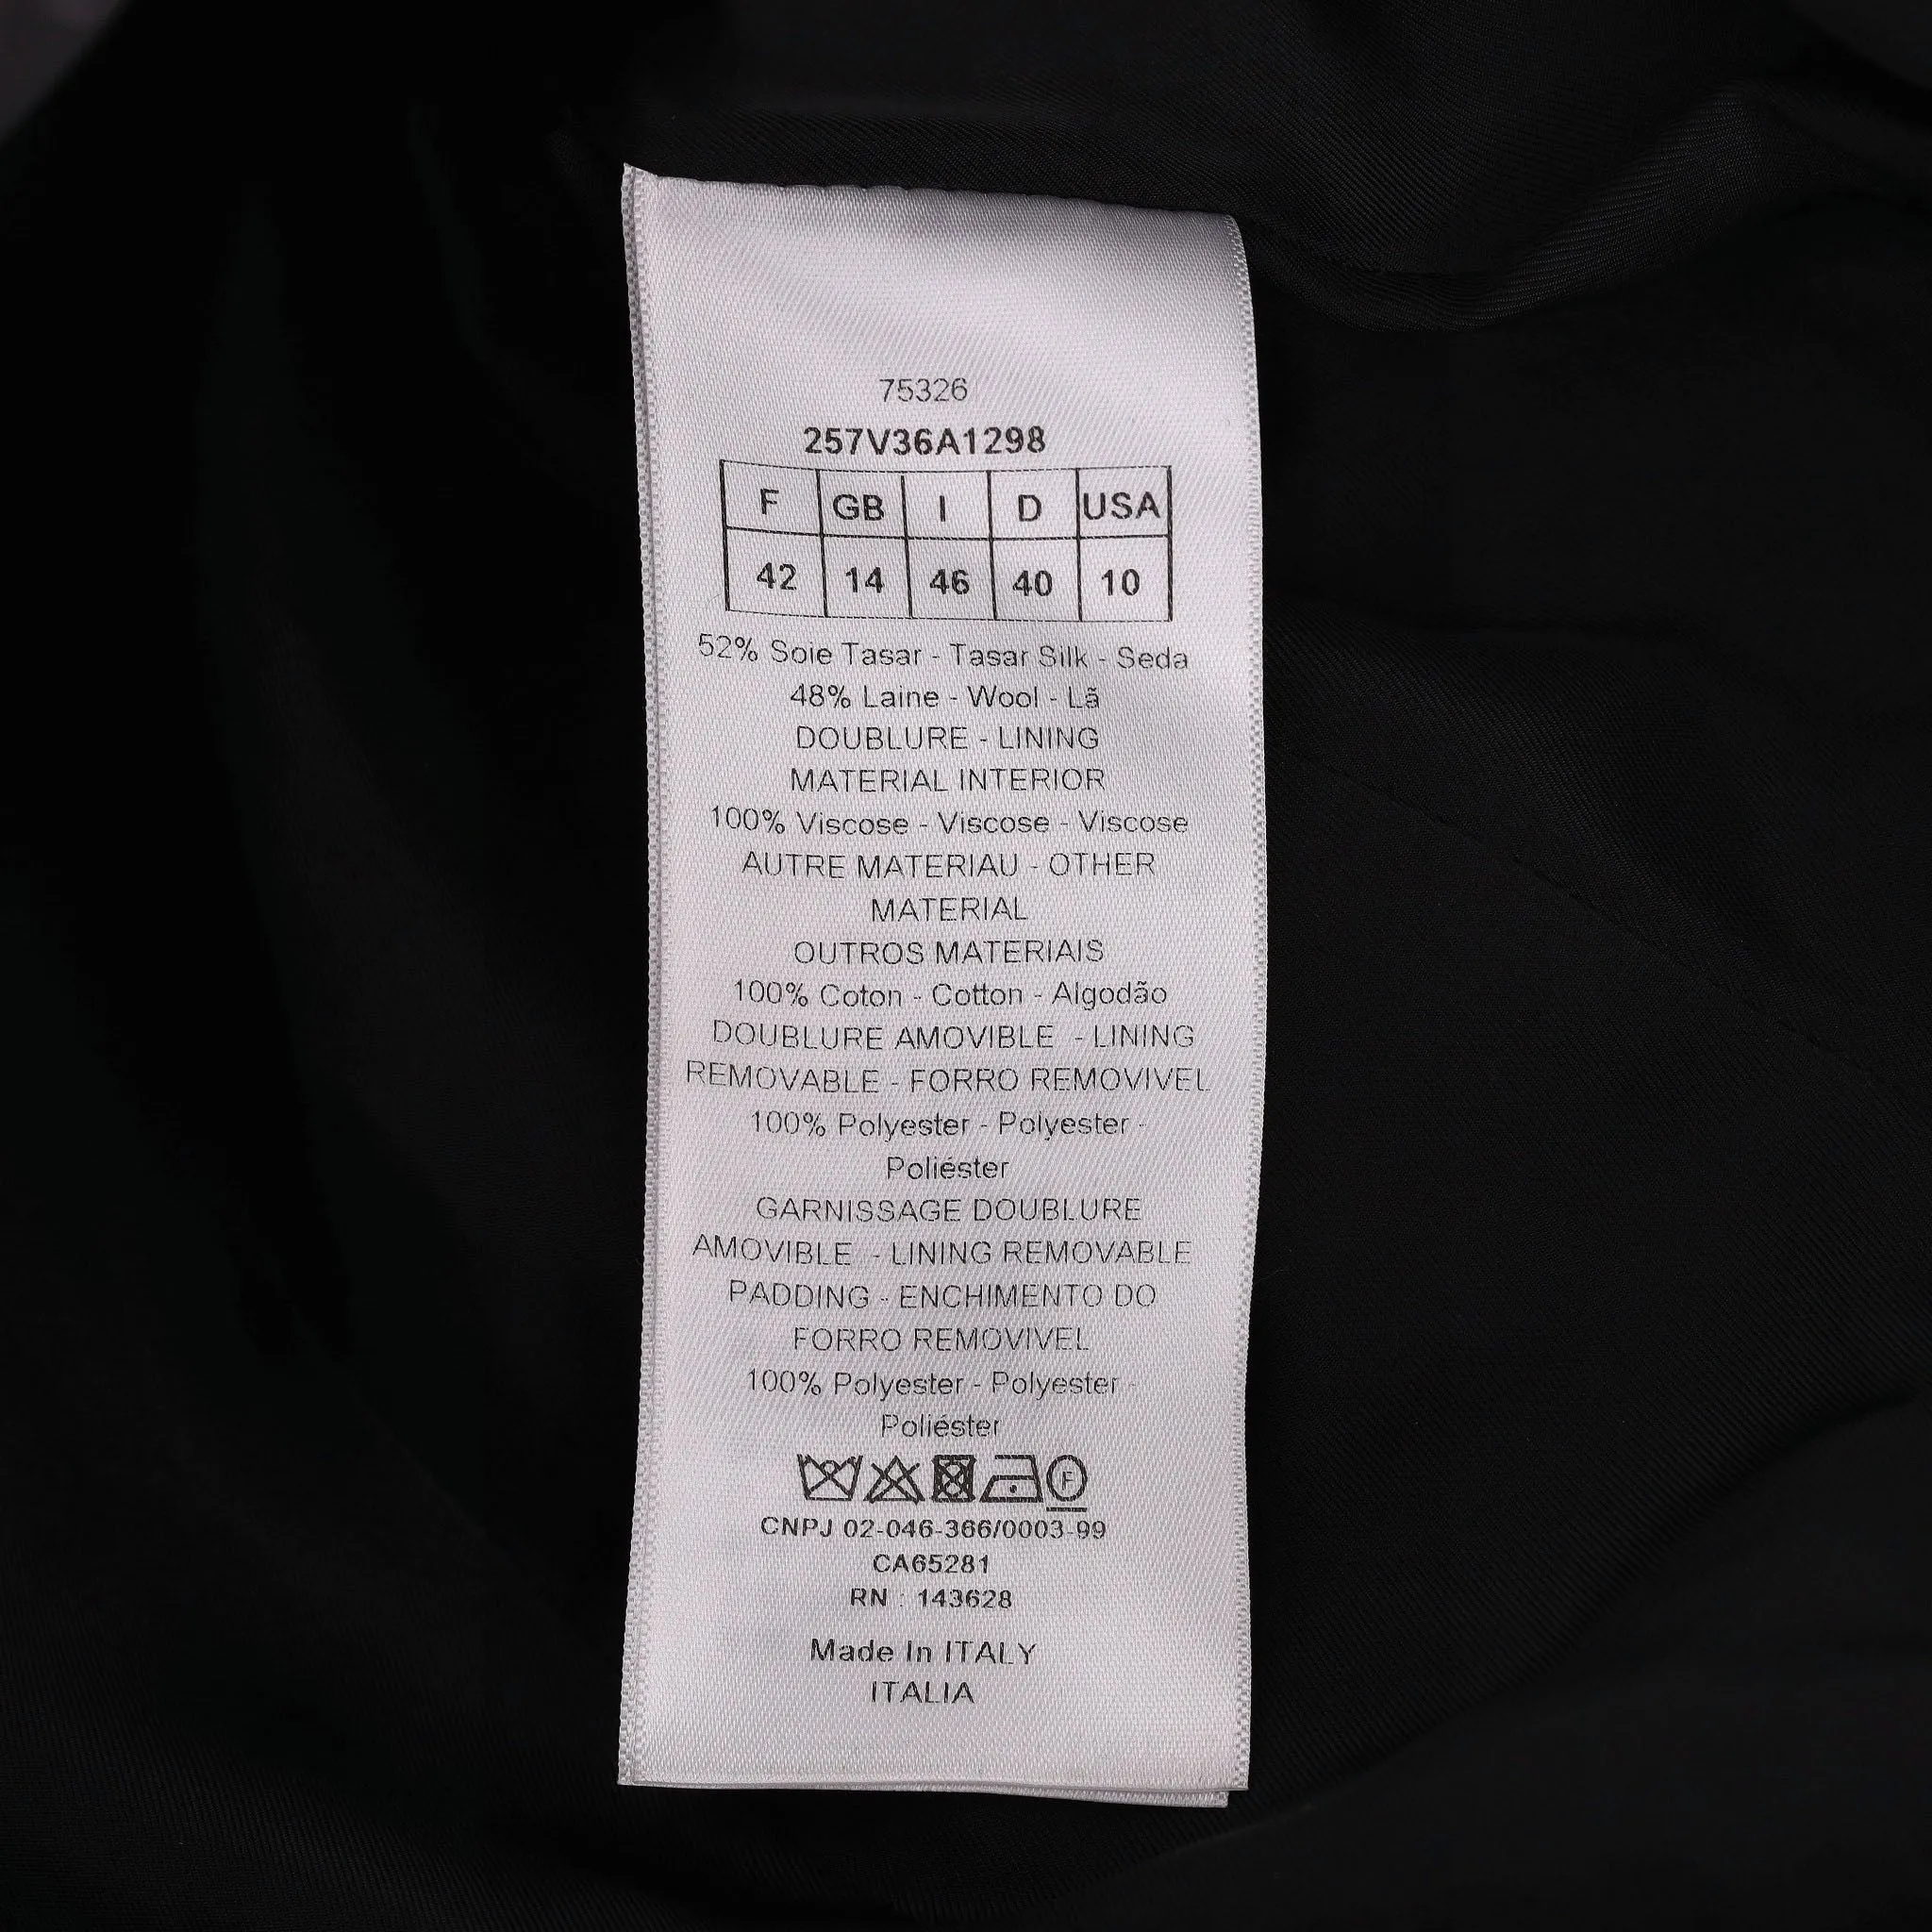 75326
257V36A1298
F GB I D USA
42 14 46 40 10
52% Soie Tasar - Tasar Silk - Seda
48% Laine - Wool - Lã
DOUBLURE - LINING
MATERIAL INTERIOR
100% Viscose - Viscose - Viscose
AUTRE MATERIAU - OTHER
MATERIAL
OUTROS MATERIAIS
100% Coton - Cotton - Algodão
DOUBLURE AMOVIBLE - LINING
REMOVABLE - FORRO REMOVIVEL
100% Polyester - Polyester -
Poliéster
GARNISSAGE DOUBLURE
AMOVIBLE - LINING REMOVABLE
PADDING - ENCHIMENTO DO
FORRO REMOVIVEL
100% Polyester - Polyester -
Poliéster
F
CNPJ 02-046-366/0003-99
CA65281
RN : 143628
Made In ITALY
ITALIA